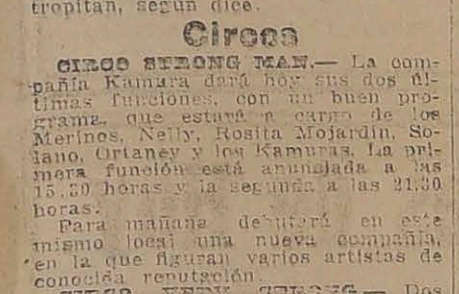 tropitan, según dice.
Circos
CIRCO STRONG MAN.— La com-
pañía Kamura dará hoy sus dos úl-
timas funciones, con un buen pro-
grama, que estará a cargo de los
Merinos, Nelly, Rosita Mojardin, So-
lano, Ortaney y los Kamuras. La pri-
mera función está anunciada a las
15.30 horas y la segunda a las 21.30
horas.
Para mañana debutará en este
mismo local una nueva compañía,
en la que figuran varios artistas de
conocida reputación.
STRONG.— Dos